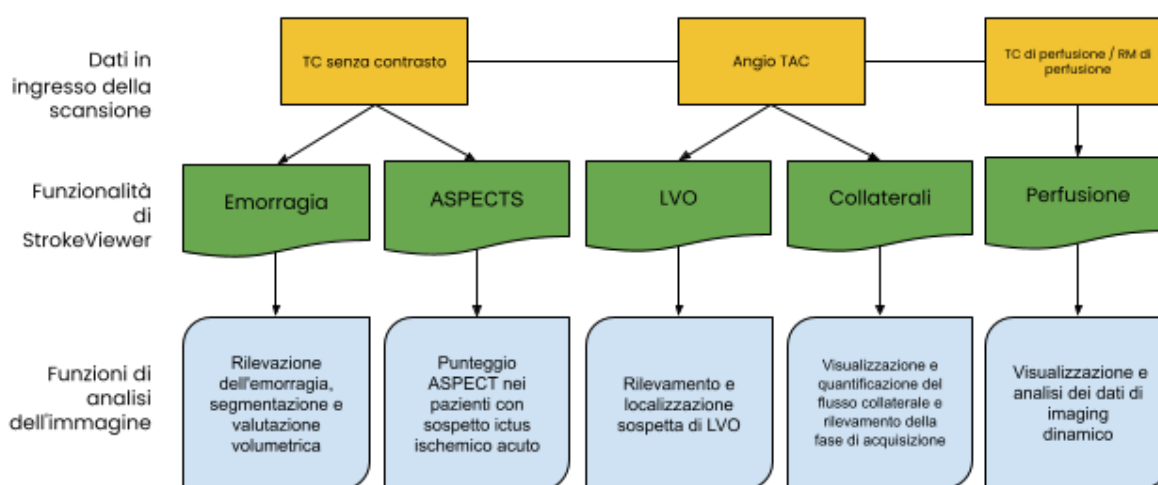 Dati in
ingresso della
scansione
TC senza contrasto
Angio TAC
TC di perfusione / RM di
perfusione
Funzionalità
di
StrokeViewer
Emorragia
ASPECTS
LVO
Collaterali
Perfusione
Funzioni di
analisi
dell'immagine
Rilevazione
dell'emorragia,
segmentazione e
valutazione
volumetrica
Punteggio
ASPECT nei
pazienti con
sospetto ictus
ischemico acuto
Rilevamento e
localizzazione
sospetta di LVO
Visualizzazione e
quantificazione del
flusso collaterale e
rilevamento della
fase di acquisizione
Visualizzazione e
analisi dei dati di
imaging
dinamico